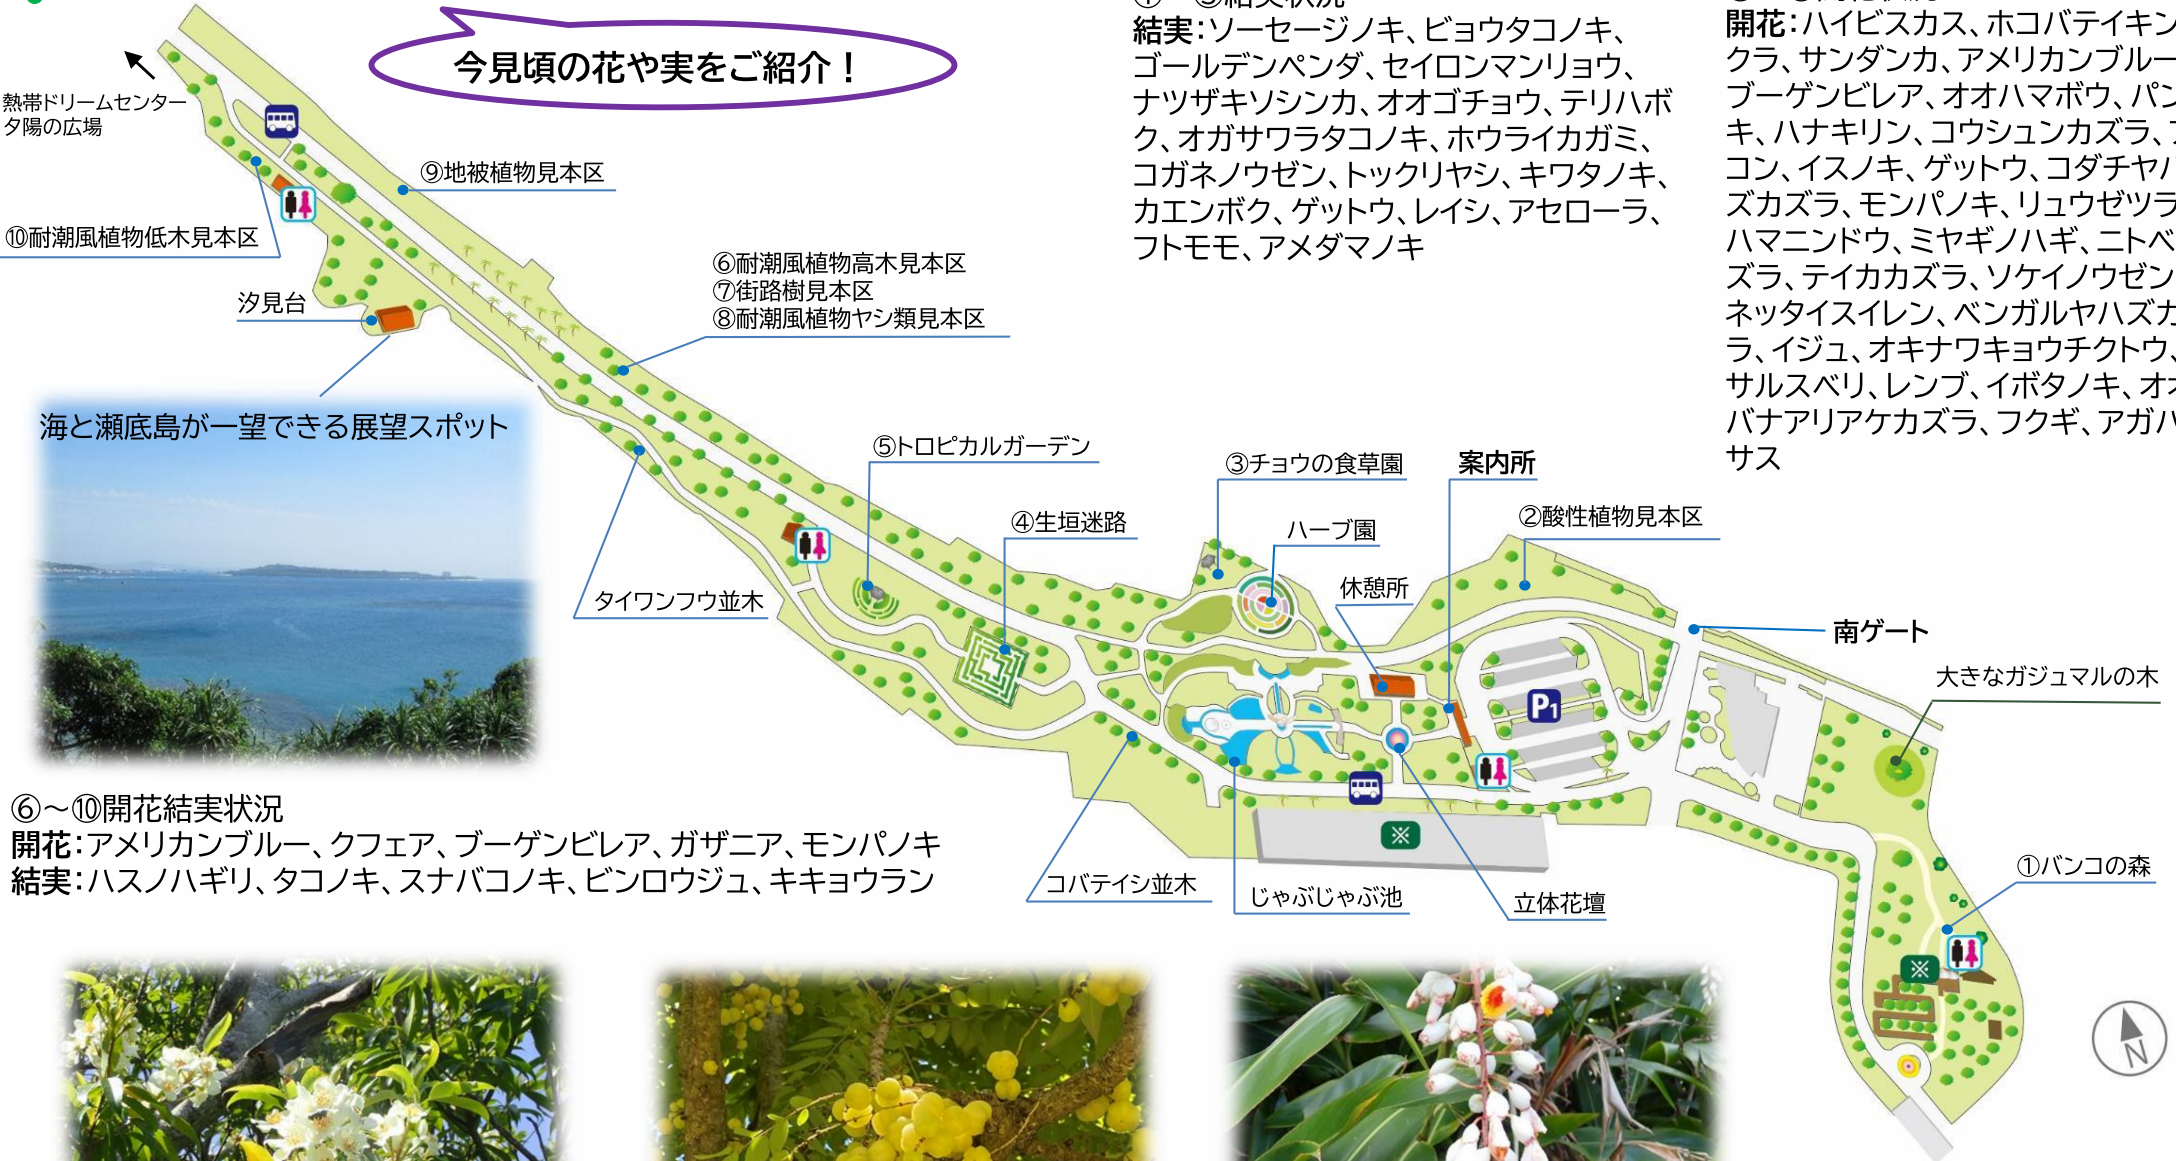 今見頃の花や実をご紹介！
結実：ソーセージノキ、ビョウタコノキ、
ゴールデンペンダ、セイロンマンリョウ、
ナツザキソシンカ、オオゴチョウ、テリハボ
ク、オガサワラタコノキ、ホウライカガミ、
コガネノウゼン、トックリヤシ、キワタノキ、
カエンボク、ゲットウ、レイシ、アセローラ、
フトモモ、アメダマノキ
開花：ハイビスカス、ホコバテイキン
クラ、サンダンカ、アメリカンブルー
ブーゲンビレア、オオハマボウ、パン
キ、ハナキリン、コウシュンカズラ、
コン、イスノキ、ゲットウ、コダチヤハ
ズカズラ、モンパノキ、リュウゼツラ
ハマニンドウ、ミヤギノハギ、ニトベ
ズラ、テイカカズラ、ソケイノウゼン
ネッタイスイレン、ベンガルヤハズカ
ラ、イジュ、オキナワキョウチクトウ、
サルスベリ、レンブ、イボタノキ、オオ
バナアリアケカズラ、フクギ、アガパ
サス
熱帯ドリームセンター
夕陽の広場
⑨地被植物見本区
⑩耐潮風植物低木見本区
⑥耐潮風植物高木見本区
⑦街路樹見本区
⑧耐潮風植物ヤシ類見本区
汐見台
海と瀬底島が一望できる展望スポット
⑤トロピカルガーデン
③チョウの食草園
案内所
④生垣迷路
ハーブ園
②酸性植物見本区
休憩所
タイワンフウ並木
南ゲート
大きなガジュマルの木
P1
※
①バンコの森
コバテイシ並木
じゃぶじゃぶ池
立体花壇
※
N
⑥～⑩開花結実状況
開花：アメリカンブルー、クフェア、ブーゲンビレア、ガザニア、モンパノキ
結実：ハスノハギリ、タコノキ、スナバコノキ、ビンロウジュ、キキョウラン